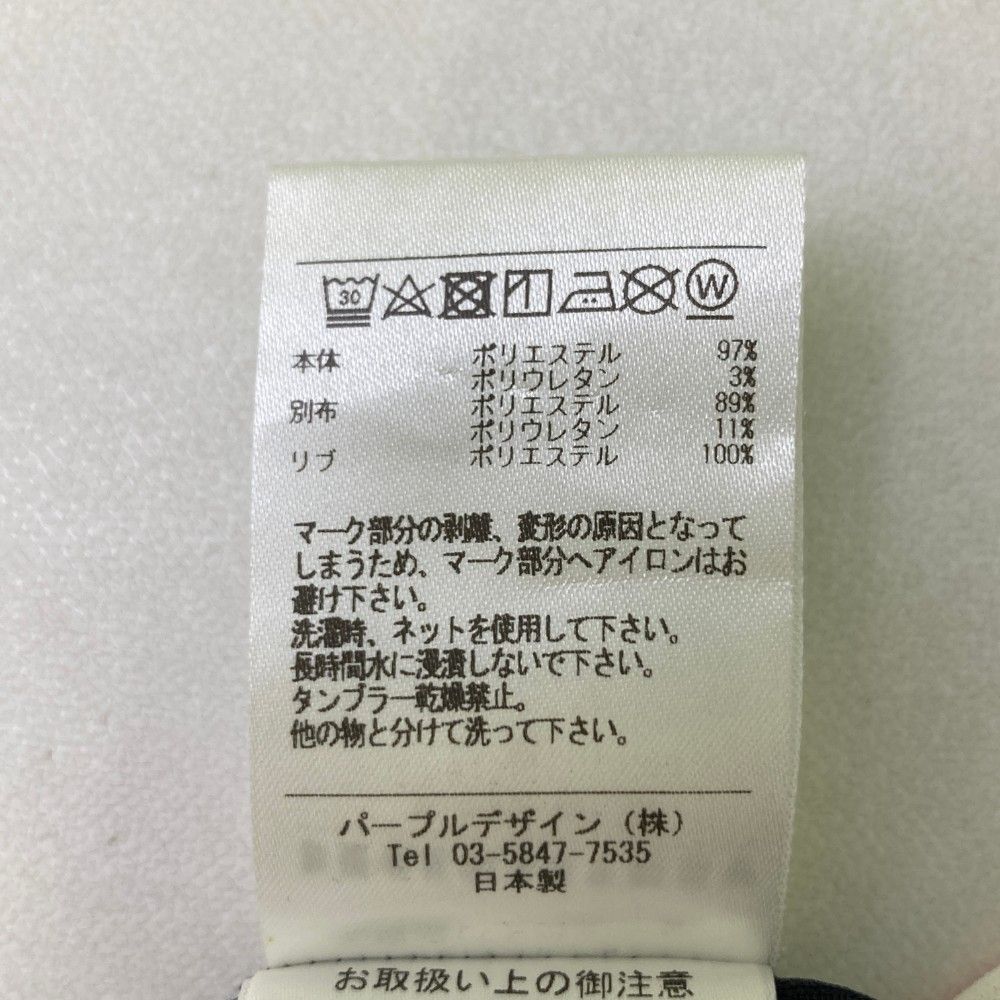 30
W
本体 ポリエステル 97%
ポリウレタン 3%
別布 ポリエステル 89%
ポリウレタン 11%
リブ ポリエステル 100%
マーク部分の剥離、変形の原因となって
しまうため、マーク部分へアイロンはお
避け下さい。
洗濯時、ネットを使用して下さい。
長時間水に浸漬しないで下さい。
タンブラー乾燥禁止。
他の物と分けて洗って下さい。
パープルデザイン(株)
Tel 03-5847-7535
日本製
お取扱い上の御注意